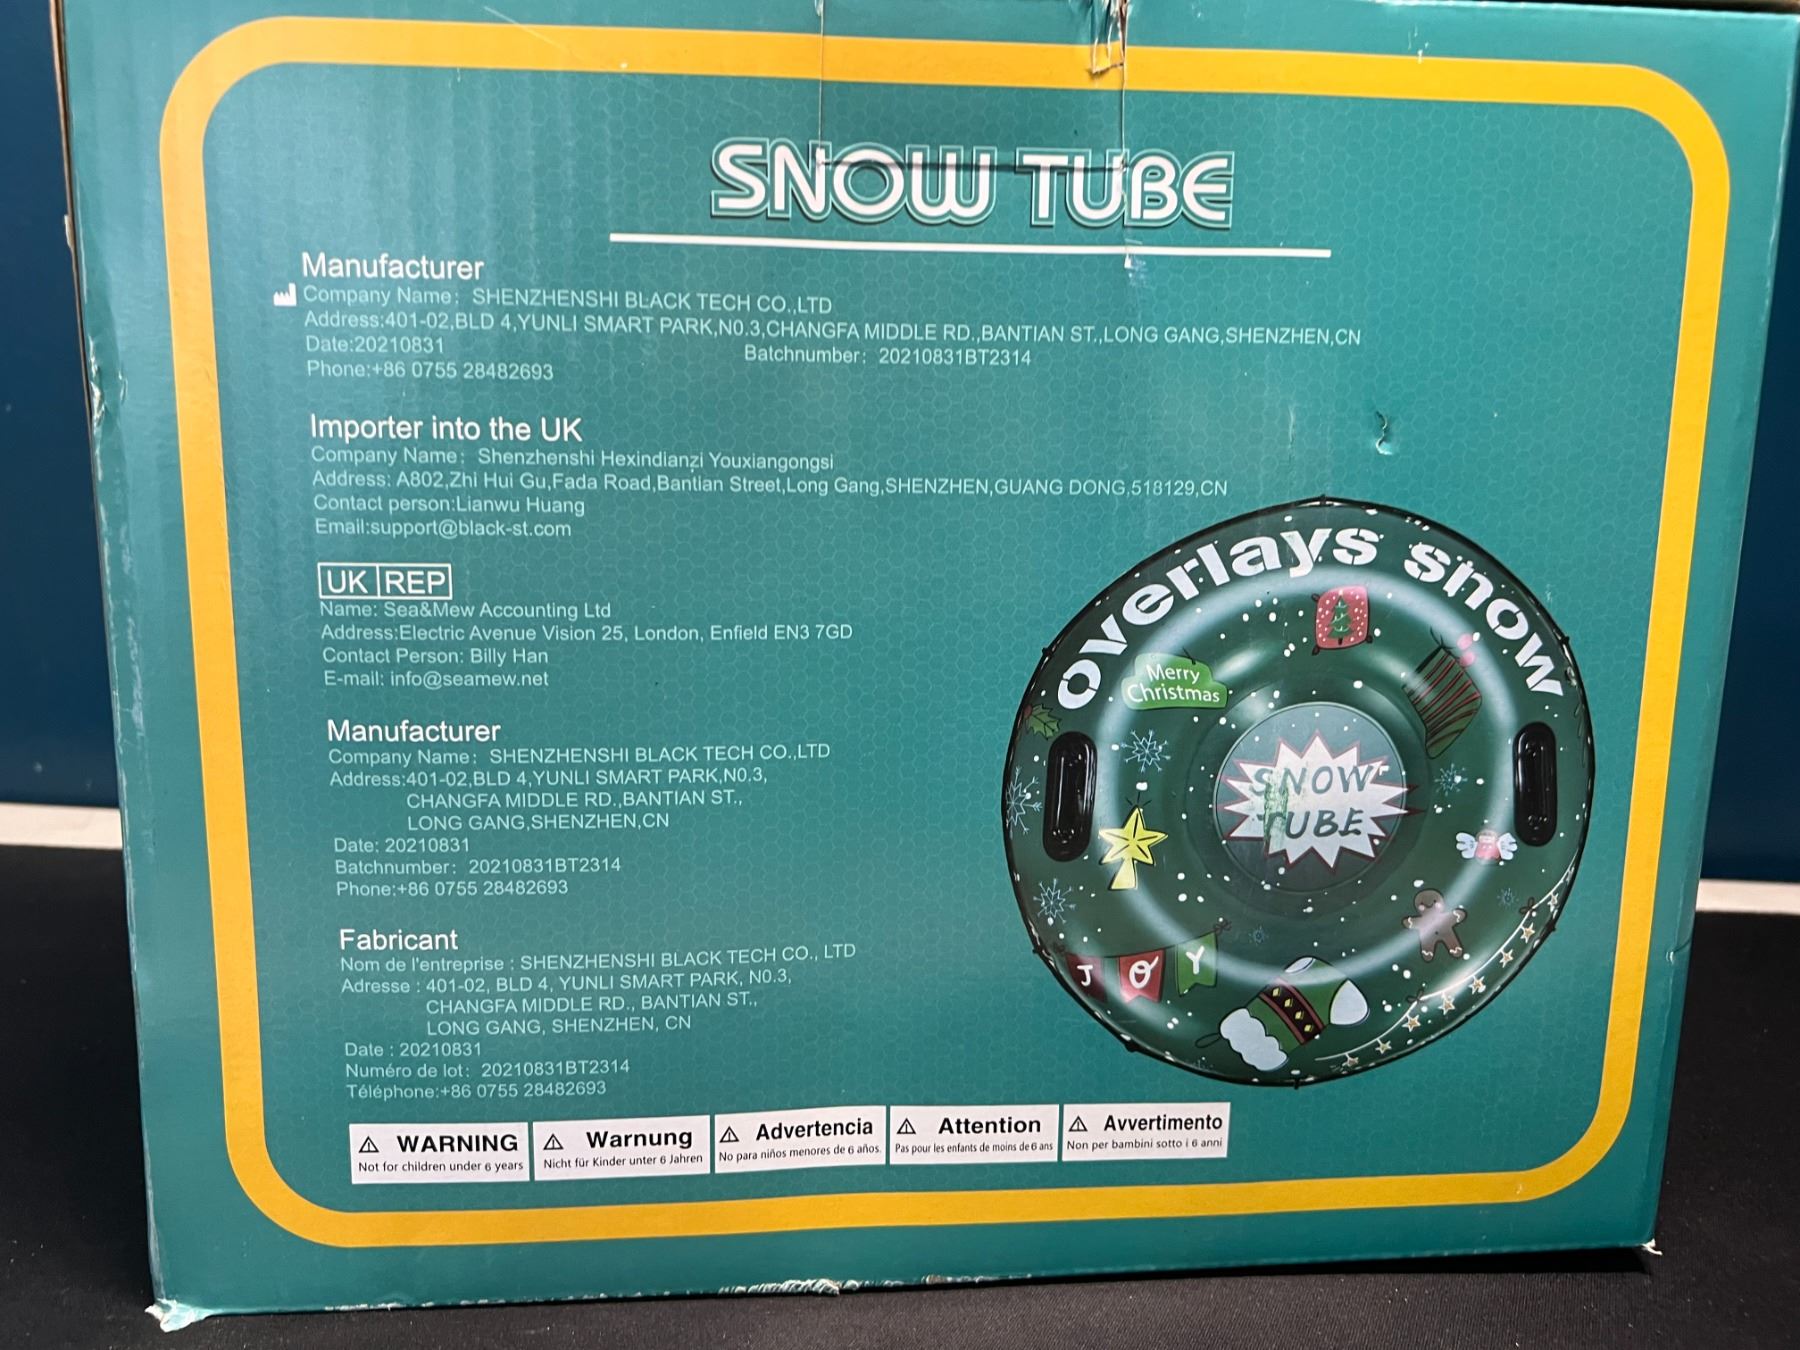 SNOW TUBE
Manufacturer
Company Name: SHENZHENSHI BLACK TECH CO.,LTD
Address:401-02,BLD 4,YUNLI SMART PARK,N0.3,CHANGFA MIDDLE RD.,BANTIAN ST.,LONG GANG,SHENZHEN,CN
Date:20210831 Batchnumber: 20210831BT2314
Phone:+86 0755 28482693
Importer into the UK
Company Name: Shenzhenshi Hexindianzi Youxiangongsi
Address: A802,Zhi Hui Gu,Fada Road,Bantian Street,Long Gang,SHENZHEN,GUANG DONG,518129,CN
Contact person:Lianwu Huang
Email:support@black-st.com
UK REP
Name: Sea&Mew Accounting Ltd
Address:Electric Avenue Vision 25, London, Enfield EN3 7GD
Contact Person: Billy Han
E-mail: info@seamew.net
Manufacturer
Company Name: SHENZHENSHI BLACK TECH CO.,LTD
Address:401-02,BLD 4,YUNLI SMART PARK,N0.3,
CHANGFA MIDDLE RD.,BANTIAN ST.,
LONG GANG,SHENZHEN,CN
Date: 20210831
Batchnumber: 20210831BT2314
Phone:+86 0755 28482693
Fabricant
Nom de l'entreprise : SHENZHENSHI BLACK TECH CO., LTD
Adresse : 401-02, BLD 4, YUNLI SMART PARK, N0.3,
CHANGFA MIDDLE RD., BANTIAN ST.,
LONG GANG, SHENZHEN, CN
Date : 20210831
Numéro de lot: 20210831BT2314
Téléphone:+86 0755 28482693
overlays snow
Merry
Christmas
SNOW
TUBE
JOY
WARNING
Not for children under 6 years
Warnung
Nicht für Kinder unter 6 Jahren
Advertencia
No para niños menores de 6 años.
Attention
Pas pour les enfants de moins de 6 ans
Avvertimento
Non per bambini sotto i 6 anni